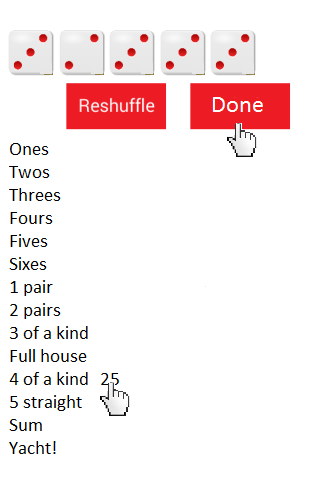 Reshuffle Done
Ones
Twos
Threes
Fours
Fives
Sixes
1 pair
2 pairs
3 of a kind
Full house
4 of a kind 25
5 straight
Sum
Yacht!